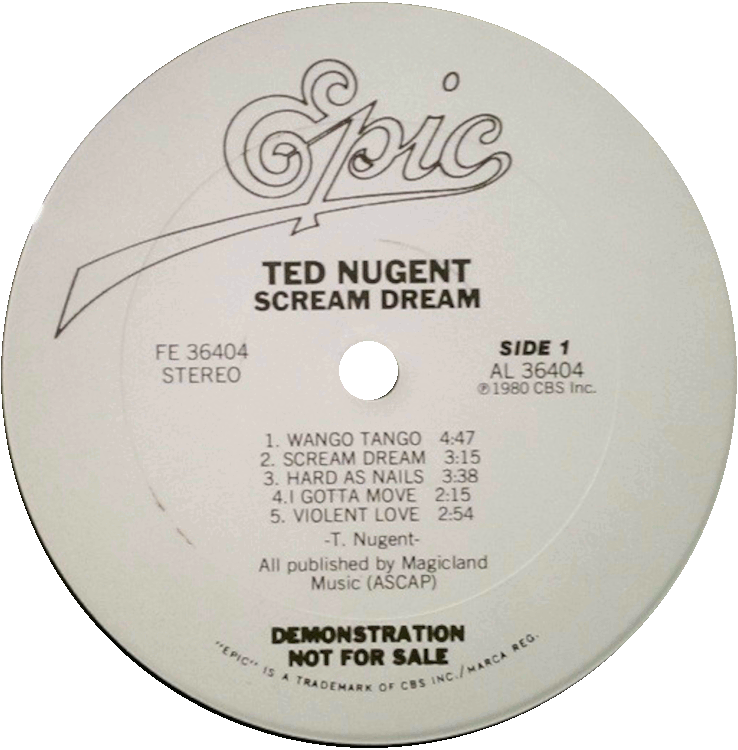 Epic
TED NUGENT
SCREAM DREAM
FE 36404
STEREO
SIDE 1
AL 36404
℗1980 CBS Inc.
1. WANGO TANGO 4:47
2. SCREAM DREAM 3:15
3. HARD AS NAILS 3:38
4.I GOTTA MOVE 2:15
5. VIOLENT LOVE 2:54
-T. Nugent-
All published by Magicland
Music (ASCAP)
DEMONSTRATION
NOT FOR SALE
"EPIC" IS A TRADEMARK OF CBS INC./MARCA REG.